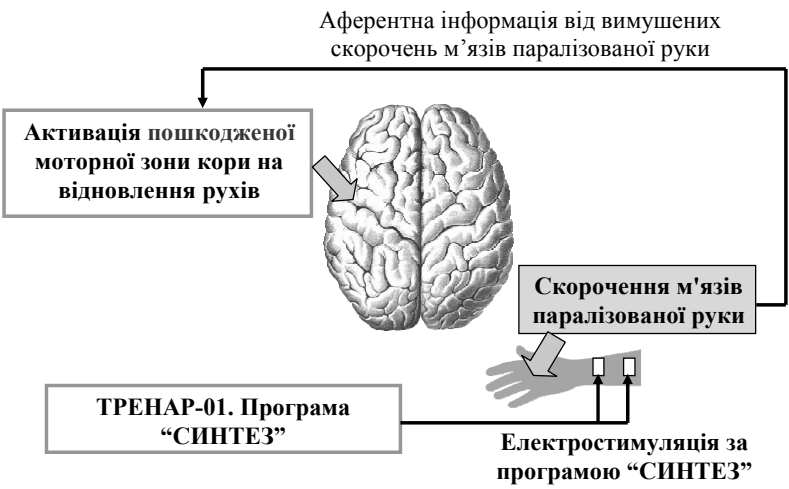 Аферентна інформація від вимушених
скорочень м’язів паралізованої руки
Активація пошкодженої
моторної зони кори на
відновлення рухів
Скорочення м'язів
паралізованої руки
ТРЕНАР-01. Програма
“СИНТЕЗ”
Електростимуляція за
програмою “СИНТЕЗ”